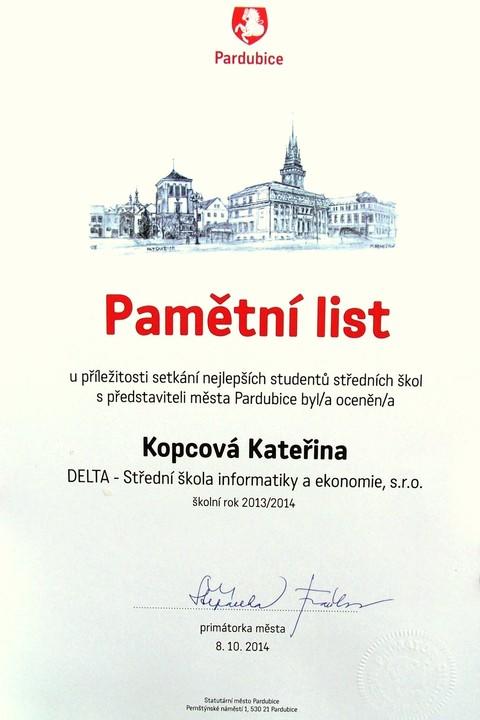 Pardubice
Pamětní list
u příležitosti setkání nejlepších studentů středních škol
s představiteli města Pardubice byl/a oceněn/a
Kopcová Kateřina
DELTA - Střední škola informatiky a ekonomie, s.r.o.
školní rok 2013/2014
primátorka města
8. 10. 2014
Statutární město Pardubice
Pernštýnské náměstí 1, 530 21 Pardubice